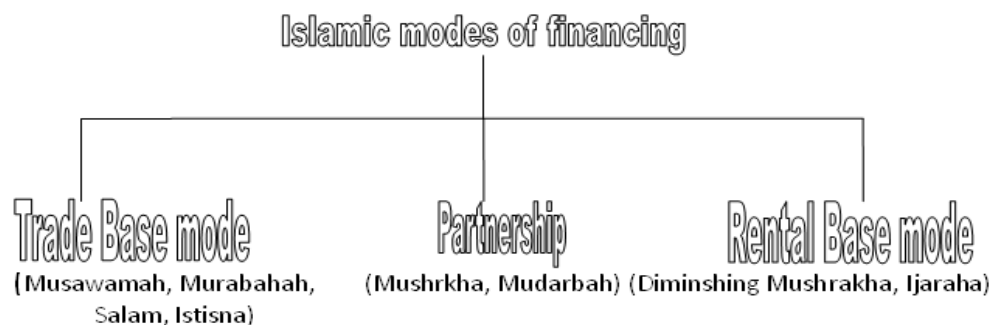 Islamic modes of financing
Trade Base mode
(Musawamah, Murabahah,
Salam, Istisna)
Partnership
(Mushrkha, Mudarbah)
Rental Base mode
(Diminshing Mushrakha, Ijaraha)